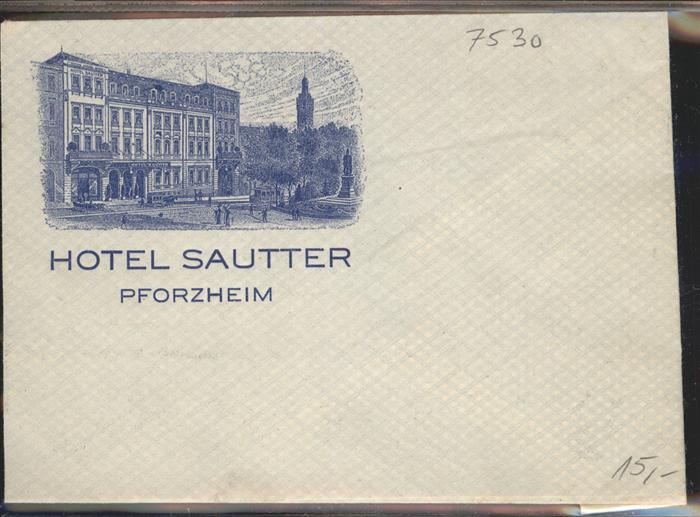 7530
HOTEL SAUTTER
PFORZHEIM
15,-